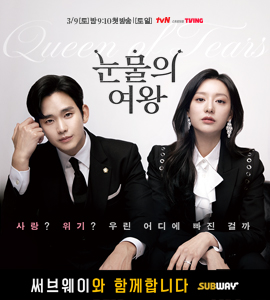 3/9(토) 밤 9:10 첫 방송 | (토일) tvN TVING
Queen of Tears
눈물의
여왕
사랑? 위기? 우린 어디에 빠진 걸까
써브웨이와 함께합니다 SUBWAY